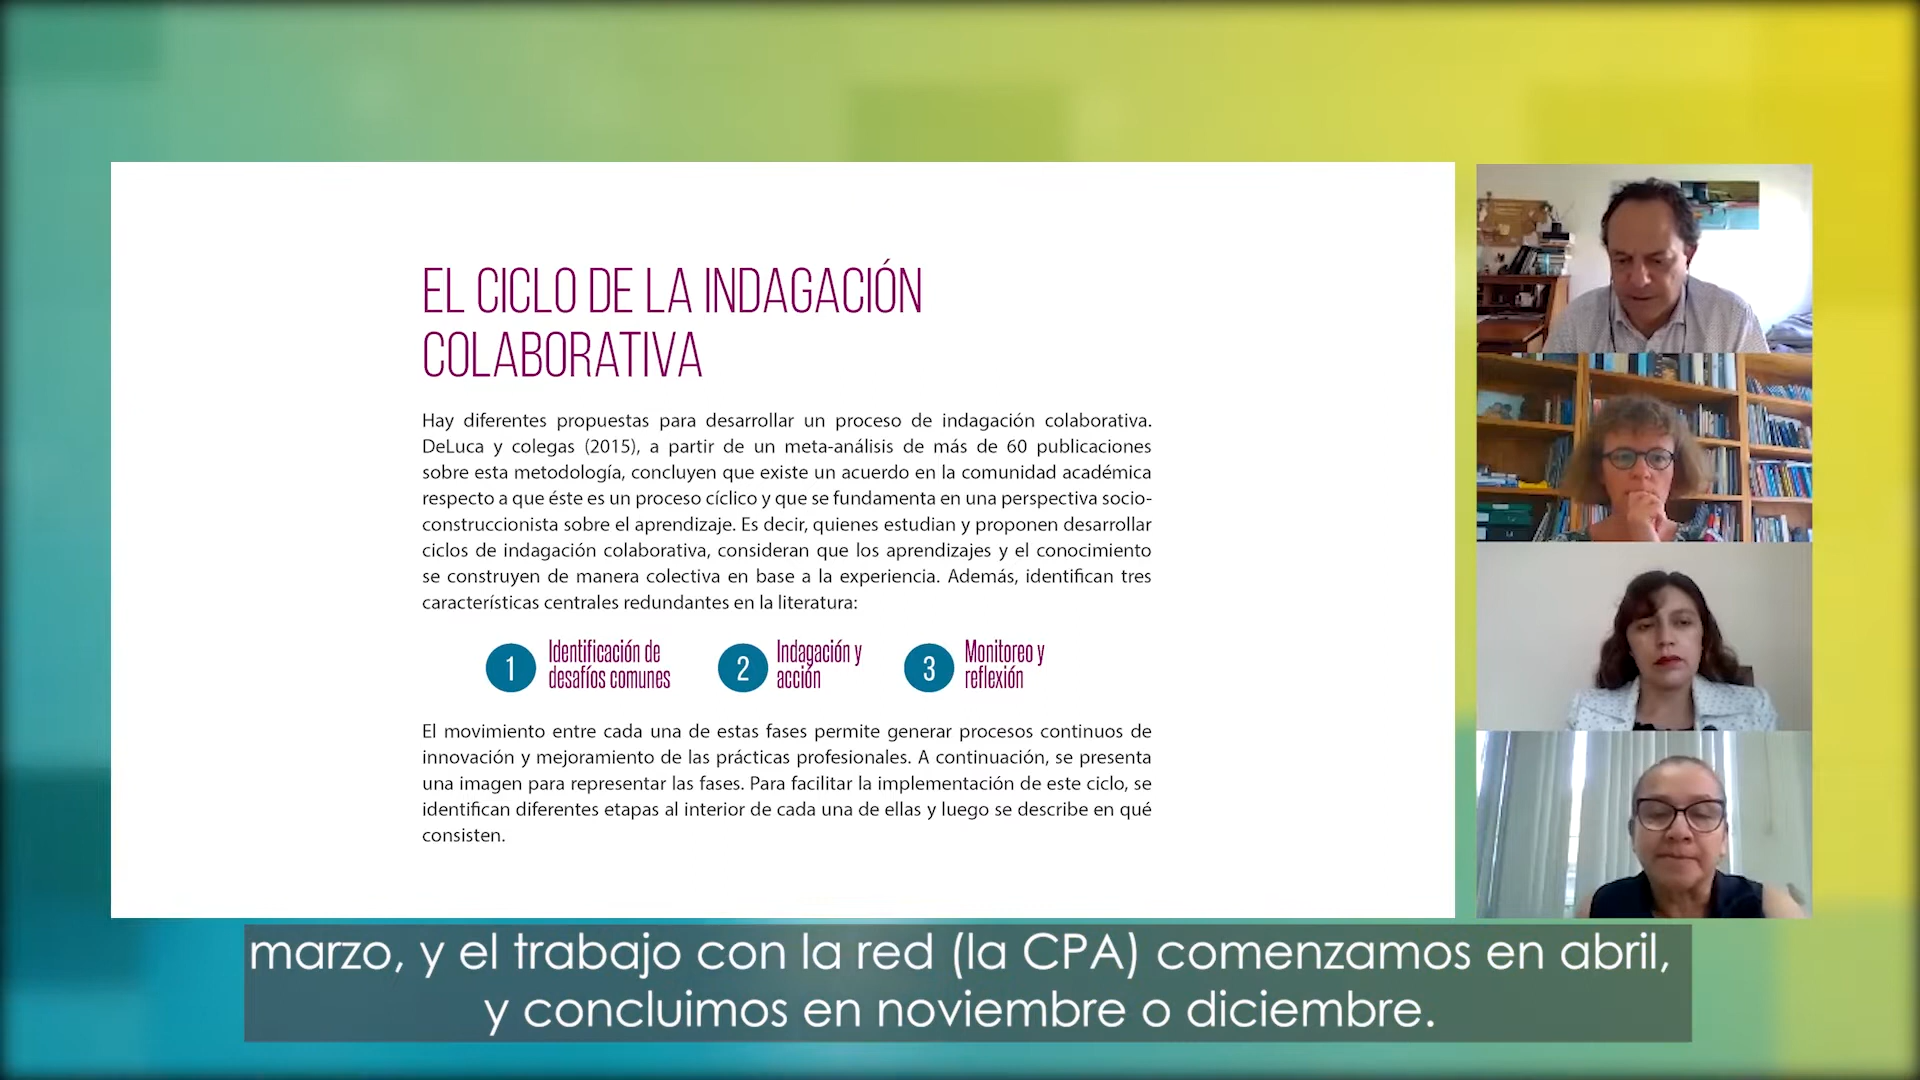 EL CICLO DE LA INDAGACIÓN
COLABORATIVA
Hay diferentes propuestas para desarrollar un proceso de indagación colaborativa.
DeLuca y colegas (2015), a partir de un meta-análisis de más de 60 publicaciones
sobre esta metodología, concluyen que existe un acuerdo en la comunidad académica
respecto a que éste es un proceso cíclico y que se fundamenta en una perspectiva socio-
construccionista sobre el aprendizaje. Es decir, quienes estudian y proponen desarrollar
ciclos de indagación colaborativa, consideran que los aprendizajes y el conocimiento
se construyen de manera colectiva en base a la experiencia. Además, identifican tres
características centrales redundantes en la literatura:
1 Identificación de
desafíos comunes
2 Indagación y
acción
3 Monitoreo y
reflexión
El movimiento entre cada una de estas fases permite generar procesos continuos de
innovación y mejoramiento de las prácticas profesionales. A continuación, se presenta
una imagen para representar las fases. Para facilitar la implementación de este ciclo, se
identifican diferentes etapas al interior de cada una de ellas y luego se describe en qué
consisten.
marzo, y el trabajo con la red (la CPA) comenzamos en abril,
y concluimos en noviembre o diciembre.